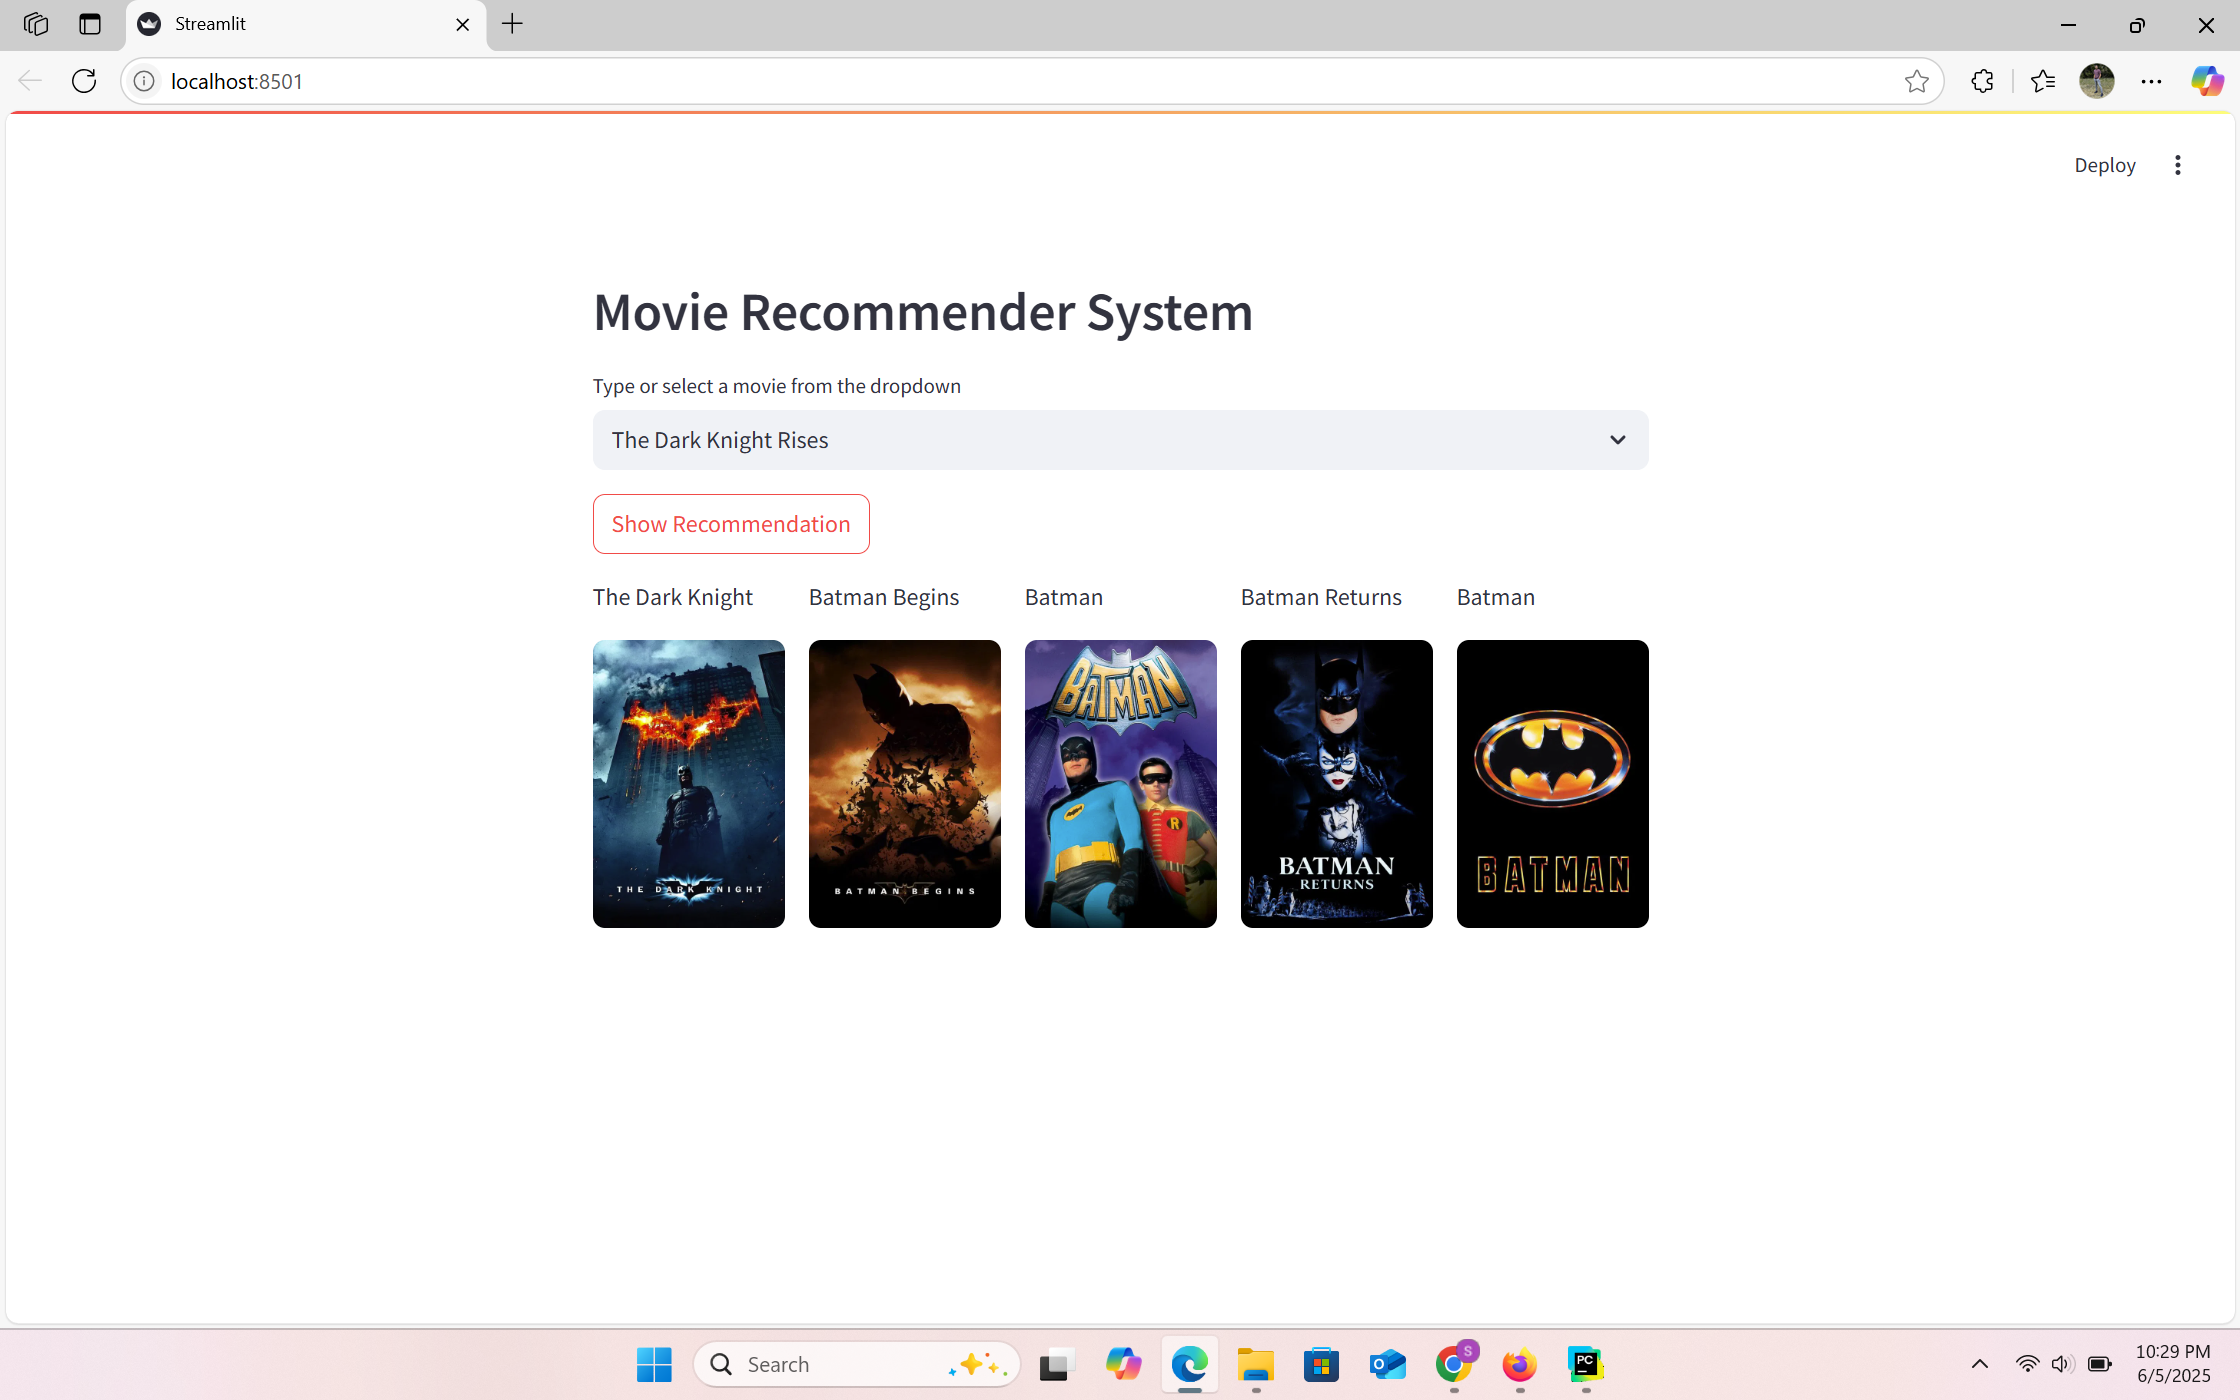 Streamlit
localhost:8501
Deploy
Movie Recommender System
Type or select a movie from the dropdown
The Dark Knight Rises
Show Recommendation
The Dark Knight
Batman Begins
Batman
Batman Returns
Batman
THE DARK KNIGHT
BATMAN BEGINS
BATMAN
R
BATMAN
RETURNS
BATMAN
Search
O
S
PC
10:29 PM
6/5/2025